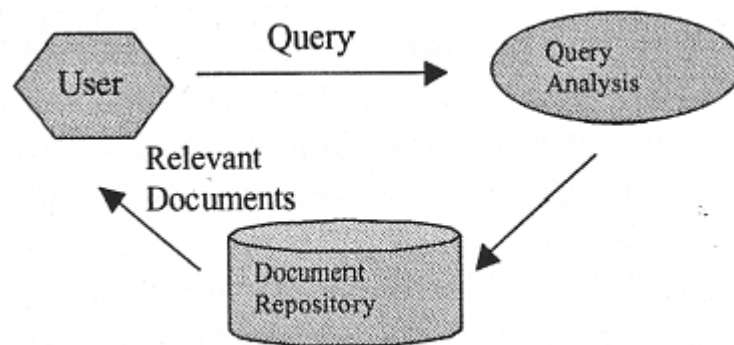 Query
User
Query
Analysis
Relevant
Documents
Document
Repository